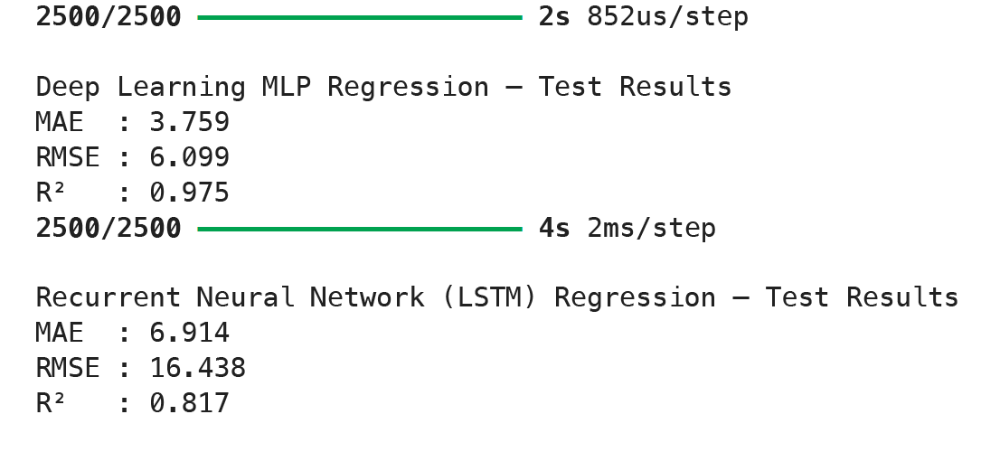 2500/2500 ━━━━━━━━━━━━━━━━━━━━ 2s 852us/step
Deep Learning MLP Regression — Test Results
MAE  : 3.759
RMSE : 6.099
R²   : 0.975
2500/2500 ━━━━━━━━━━━━━━━━━━━━ 4s 2ms/step
Recurrent Neural Network (LSTM) Regression — Test Results
MAE  : 6.914
RMSE : 16.438
R²   : 0.817